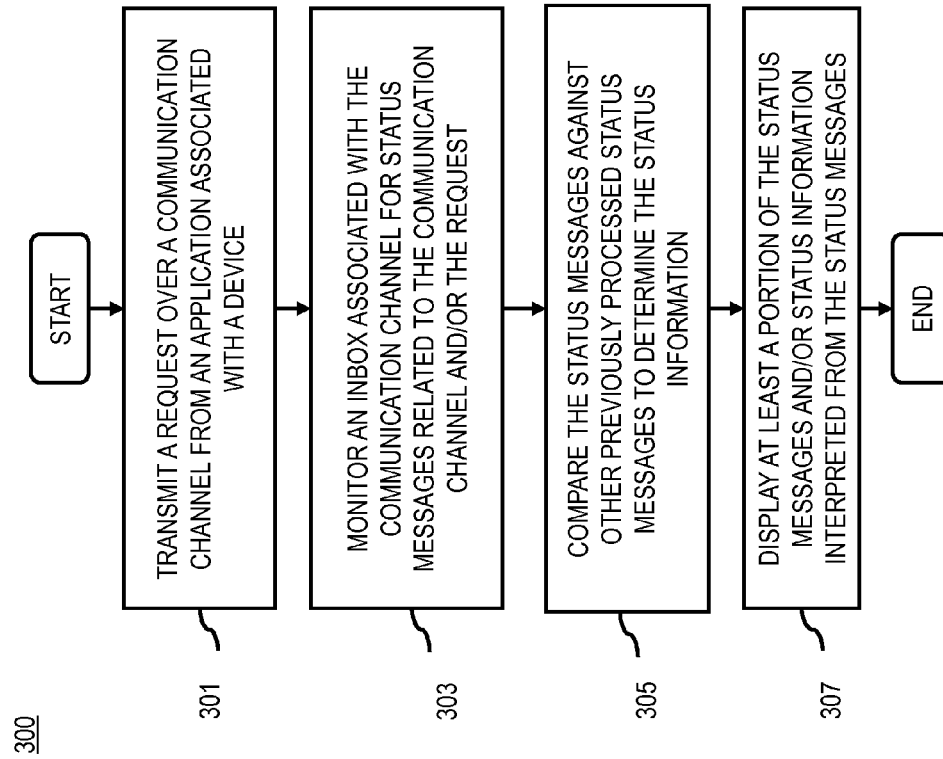 300
START
301
TRANSMIT A REQUEST OVER A COMMUNICATION
CHANNEL FROM AN APPLICATION ASSOCIATED
WITH A DEVICE
303
MONITOR AN INBOX ASSOCIATED WITH THE
COMMUNICATION CHANNEL FOR STATUS
MESSAGES RELATED TO THE COMMUNICATION
CHANNEL AND/OR THE REQUEST
305
COMPARE THE STATUS MESSAGES AGAINST
OTHER PREVIOUSLY PROCESSED STATUS
MESSAGES TO DETERMINE THE STATUS
INFORMATION
307
DISPLAY AT LEAST A PORTION OF THE STATUS
MESSAGES AND/OR STATUS INFORMATION
INTERPRETED FROM THE STATUS MESSAGES
END